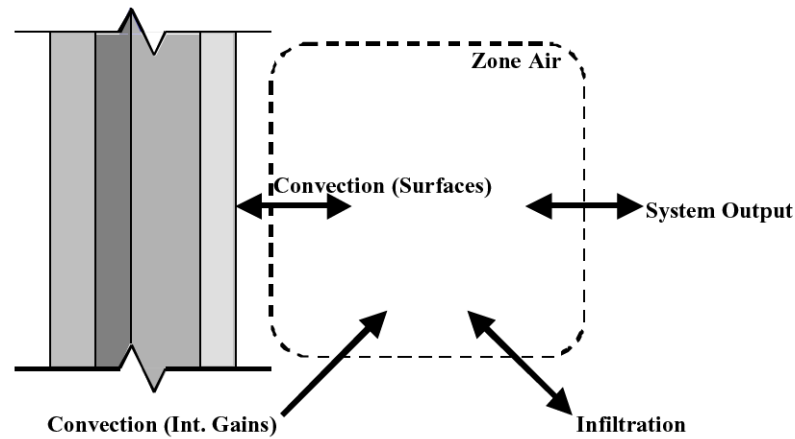 Zone Air
Convection (Surfaces)
System Output
Convection (Int. Gains)
Infiltration